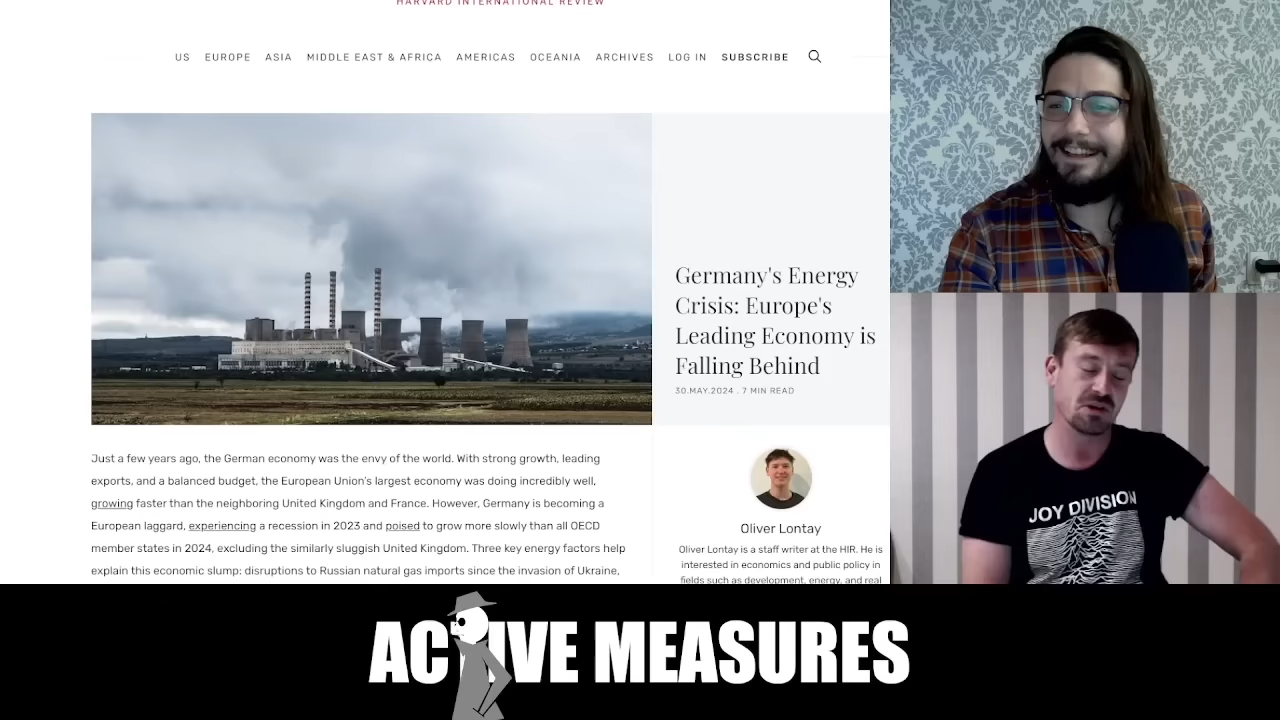 HARVARD INTERNATIONAL REVIEW
US EUROPE ASIA MIDDLE EAST & AFRICA AMERICAS OCEANIA ARCHIVES LOG IN SUBSCRIBE
Germany's Energy
Crisis: Europe's
Leading Economy is
Falling Behind
30.MAY.2024 . 7 MIN READ
Just a few years ago, the German economy was the envy of the world. With strong growth, leading
exports, and a balanced budget, the European Union's largest economy was doing incredibly well,
growing faster than the neighboring United Kingdom and France. However, Germany is becoming a
European laggard, experiencing a recession in 2023 and poised to grow more slowly than all OECD
member states in 2024, excluding the similarly sluggish United Kingdom. Three key energy factors help
explain this economic slump: disruptions to Russian natural gas imports since the invasion of Ukraine,
Oliver Lontay
Oliver Lontay is a staff writer at the HIR. He is
interested in economics and public policy in
fields such as development, energy, and real
JOY DIVISION
ACTIVE MEASURES